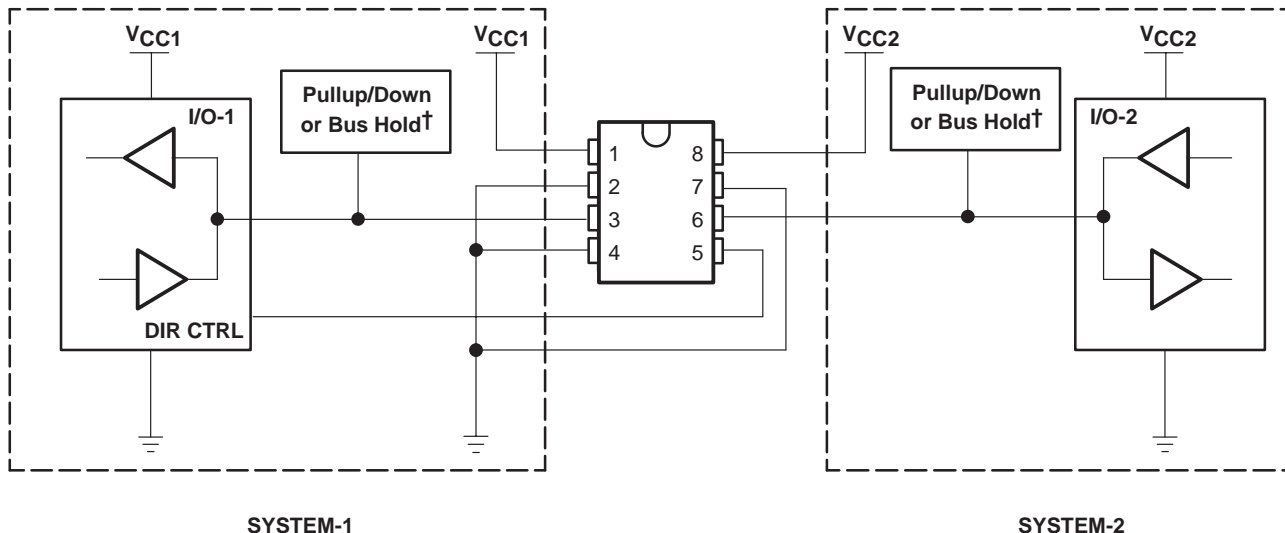 VCC1
VCC1
VCC2
VCC2
Pullup/Down
or Bus Hold†
Pullup/Down
or Bus Hold†
I/O-1
I/O-2
1
8
2
7
3
6
4
5
DIR CTRL
SYSTEM-1
SYSTEM-2